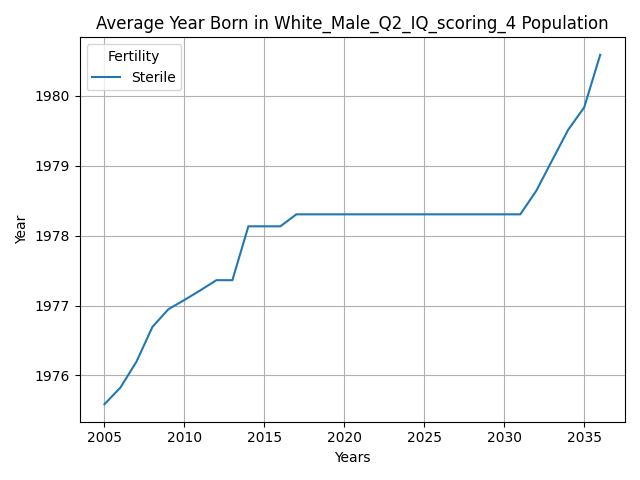 Average Year Born in White_Male_Q2_IQ_scoring_4 Population
Fertility
Sterile
Year
1980
1979
1978
1977
1976
2005 2010 2015 2020 2025 2030 2035
Years